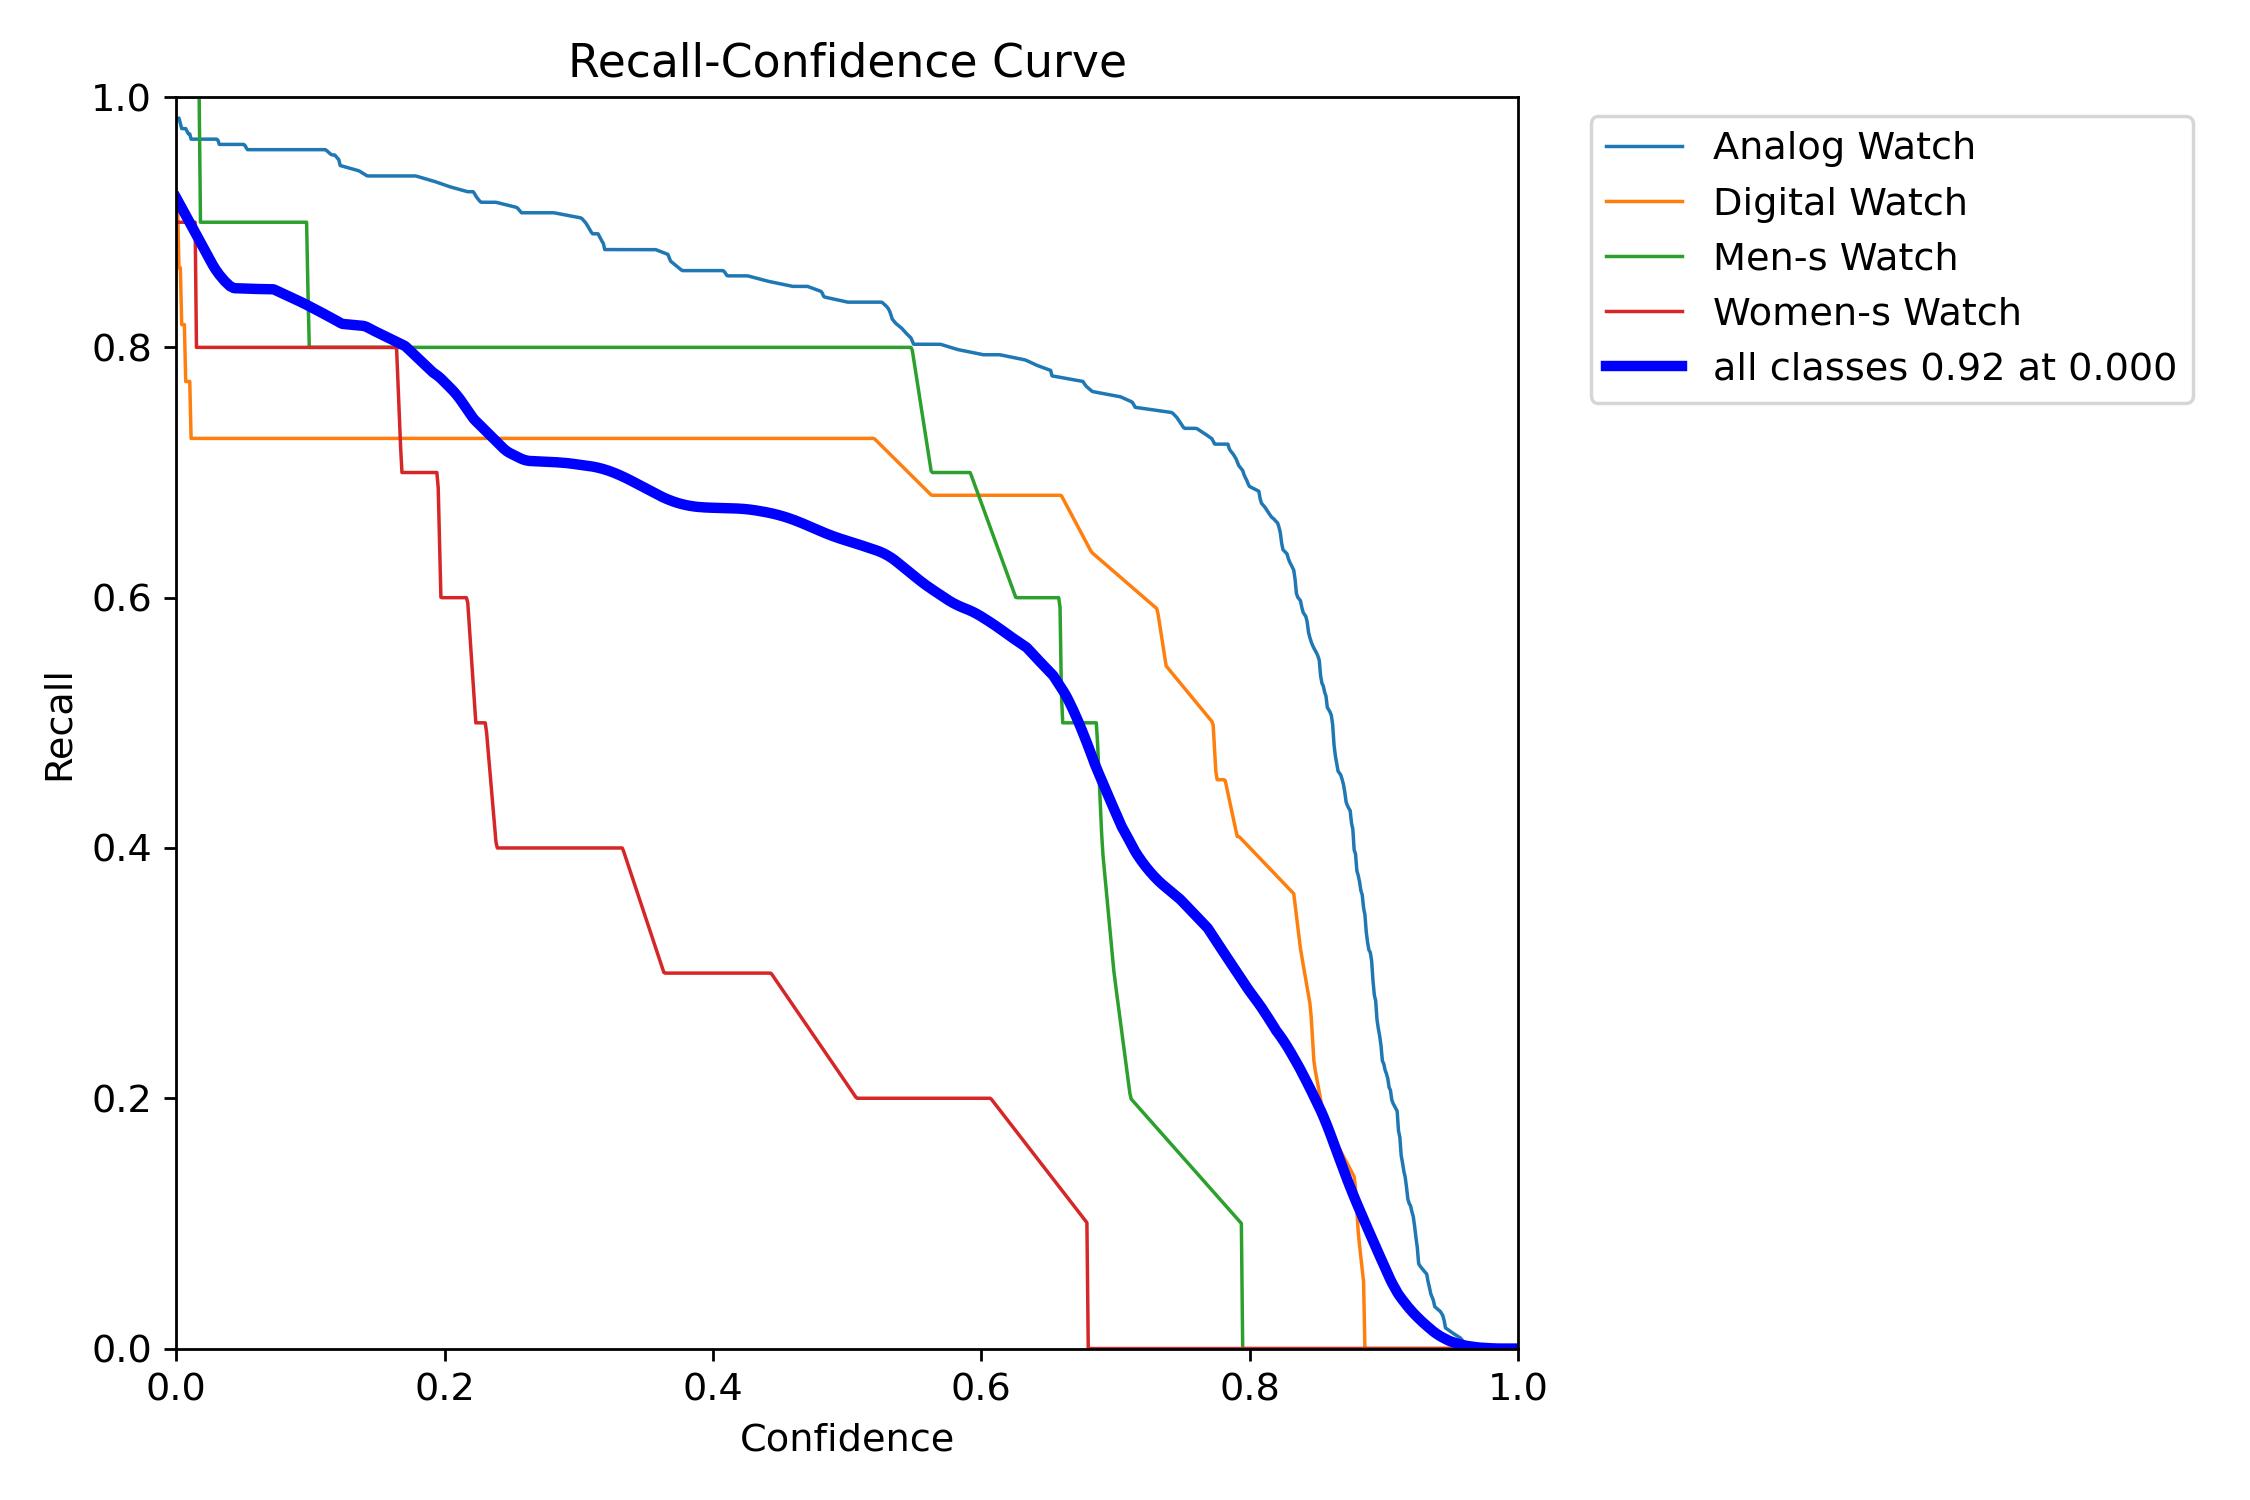 Recall-Confidence Curve
1.0
0.8
0.6
0.4
0.2
0.0
Recall
0.0 0.2 0.4 0.6 0.8 1.0
Confidence
Analog Watch
Digital Watch
Men-s Watch
Women-s Watch
all classes 0.92 at 0.000